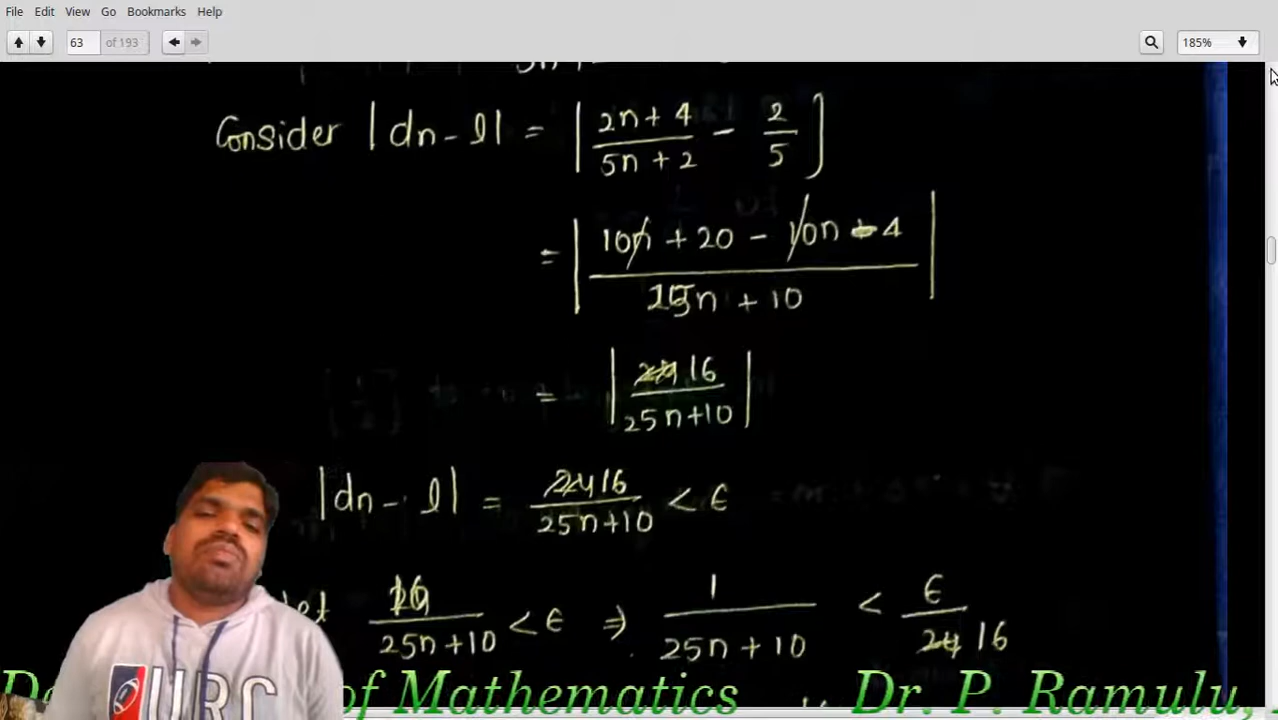 File Edit View Go Bookmarks Help
63 of 193 185%
Consider |dn - l| = | 2n + 4 / 5n + 2 - 2 / 5 |
= | 10n + 20 - 10n - 4 / 25n + 10 |
= | 16 / 25n+10 |
|dn - l| = 16 / 25n+10 < ϵ
let 16 / 25n+10 < ϵ ⇒ 1 / 25n + 10 < ϵ / 16
of Mathematics Dr. P. Ramulu,